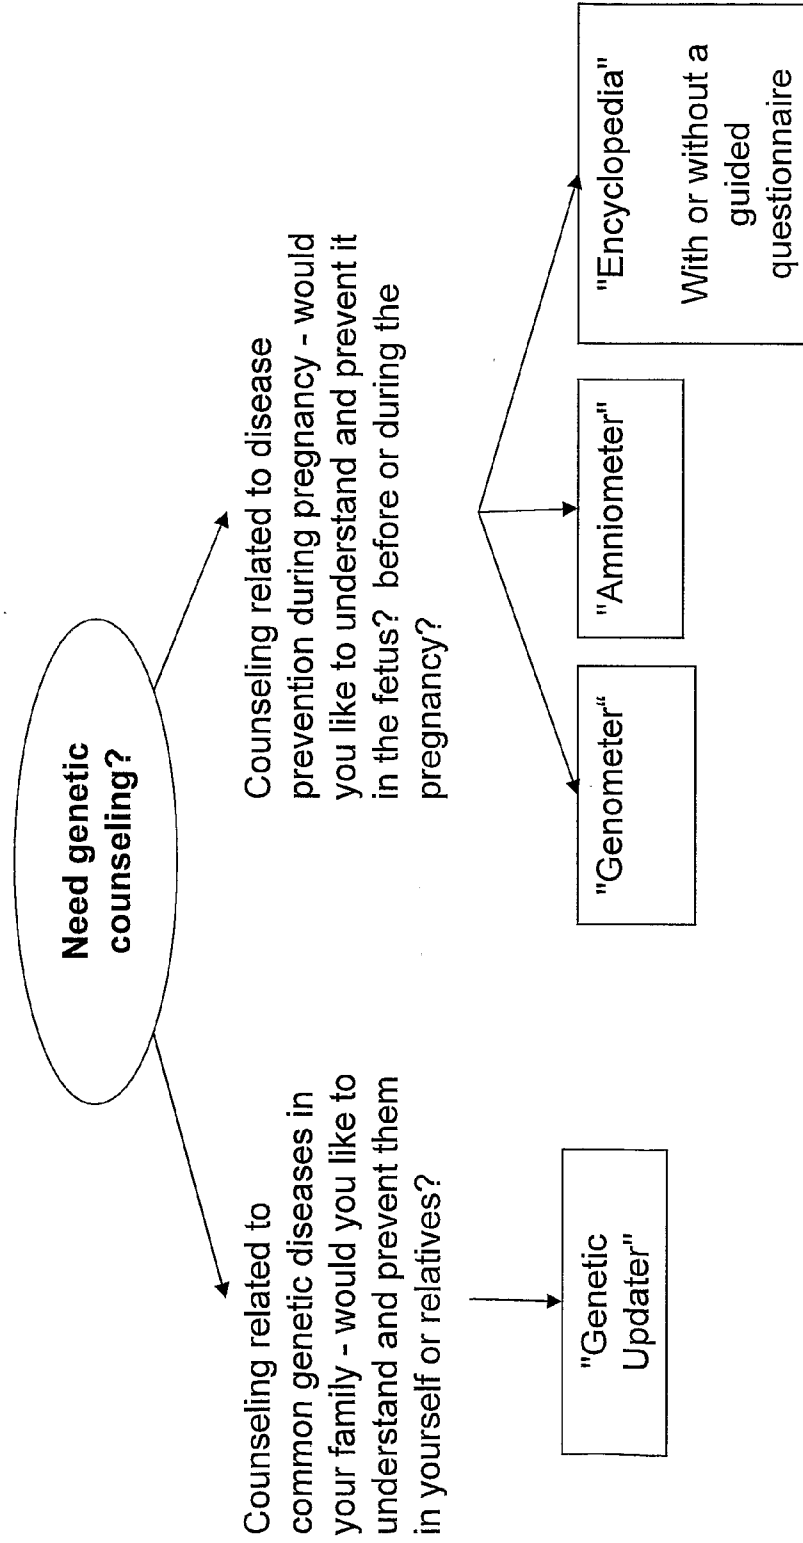 Need genetic
counseling?
Counseling related to
common genetic diseases in
your family - would you like to
understand and prevent them
in yourself or relatives?
Counseling related to disease
prevention during pregnancy - would
you like to understand and prevent it
in the fetus? before or during the
pregnancy?
"Genetic
Updater"
"Genometer"
"Amniometer"
"Encyclopedia"
With or without a
guided
questionnaire